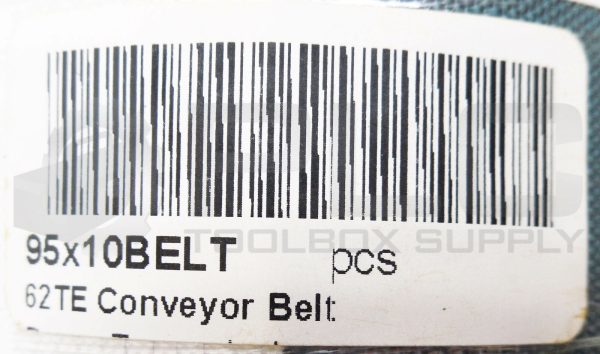 95x10BELT pcs
TOOLBOX SUPPLY
62TE Conveyor Belt